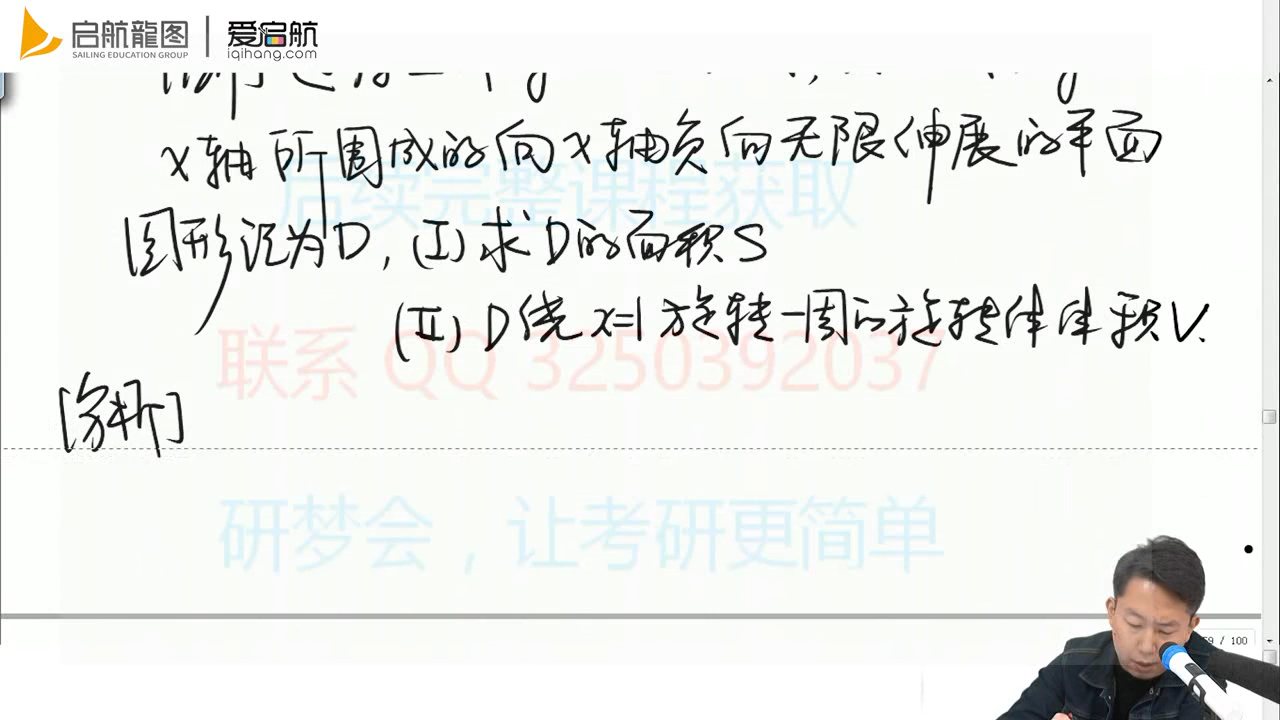 启航龍图 爱启航
SAILING EDUCATION GROUP iqihang.com
x轴所围成的向x轴负向无限伸展的平面
后续完整课程获取
图形记为D, (I) 求D的面积S
(II) D绕x=1旋转一周的旋转体体积V.
联系 QQ 3250392037
[分析]
研梦会，让考研更简单
59 / 100